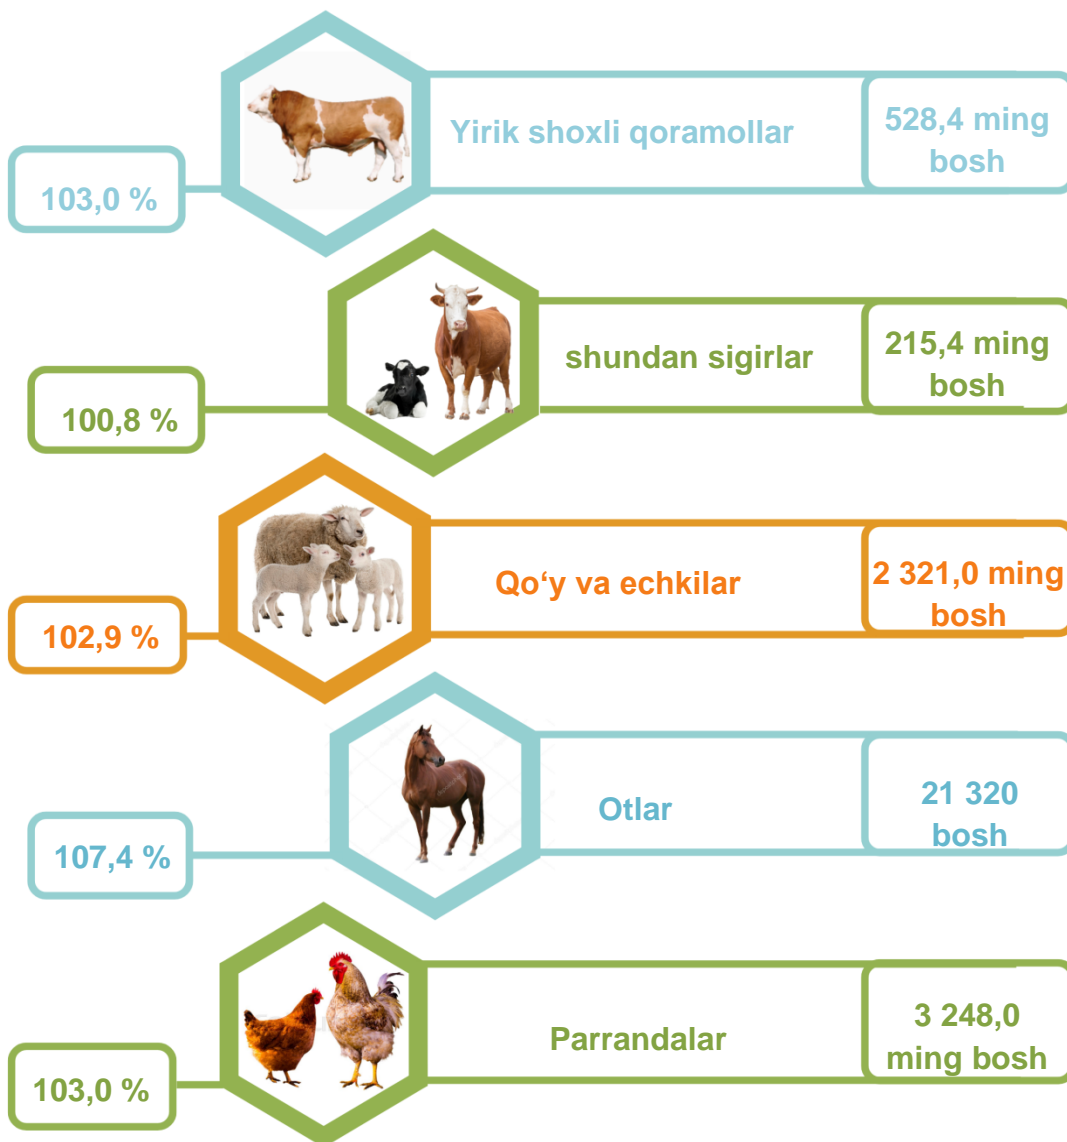 Yirik shoxli qoramollar
528,4 ming
bosh
103,0 %
shundan sigirlar
215,4 ming
bosh
100,8 %
Qo‘y va echkilar
2 321,0 ming
bosh
102,9 %
Otlar
21 320
bosh
107,4 %
Parrandalar
3 248,0
ming bosh
103,0 %